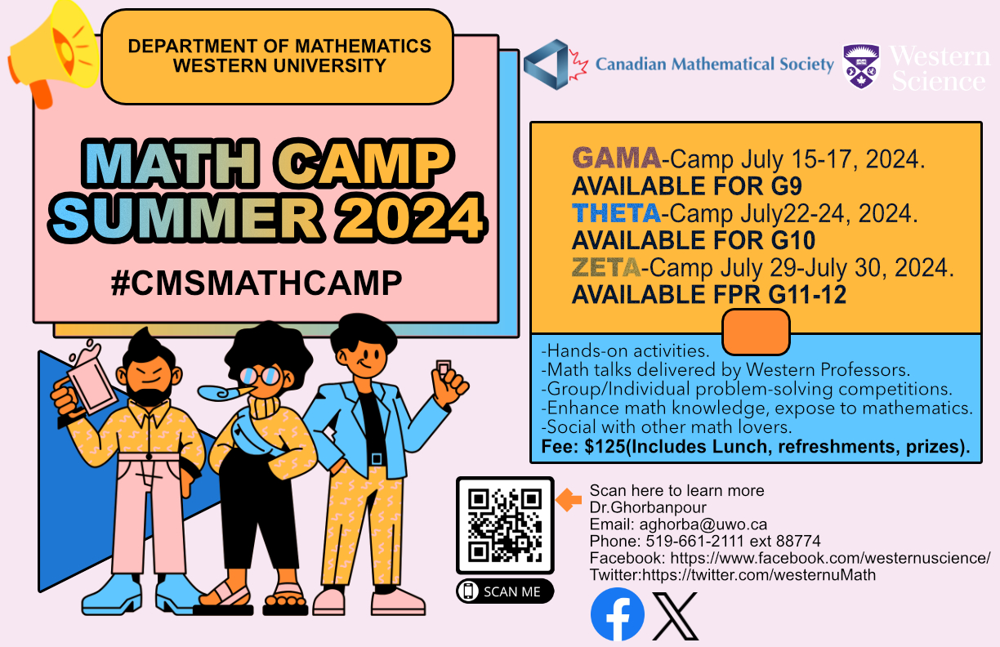 DEPARTMENT OF MATHEMATICS
WESTERN UNIVERSITY
MATH CAMP
SUMMER 2024
#CMSMATHCAMP
Canadian Mathematical Society
Western
Science
GAMA-Camp July 15-17, 2024.
AVAILABLE FOR G9
THETA-Camp July22-24, 2024.
AVAILABLE FOR G10
ZETA-Camp July 29-July 30, 2024.
AVAILABLE FPR G11-12
-Hands-on activities.
-Math talks delivered by Western Professors.
-Group/Individual problem-solving competitions.
-Enhance math knowledge, expose to mathematics.
-Social with other math lovers.
Fee: $125(Includes Lunch, refreshments, prizes).
SCAN ME
Scan here to learn more
Dr.Ghorbanpour
Email: aghorba@uwo.ca
Phone: 519-661-2111 ext 88774
Facebook: https://www.facebook.com/westernuscience/
Twitter:https://twitter.com/westernuMath